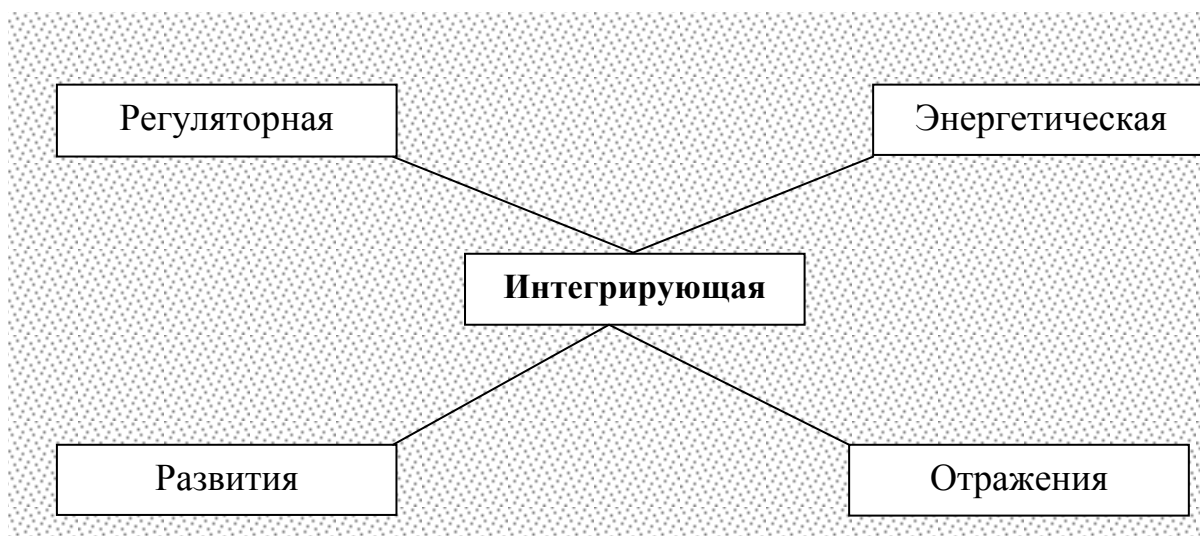 Регуляторная
Энергетическая
Интегрирующая
Развития
Отражения